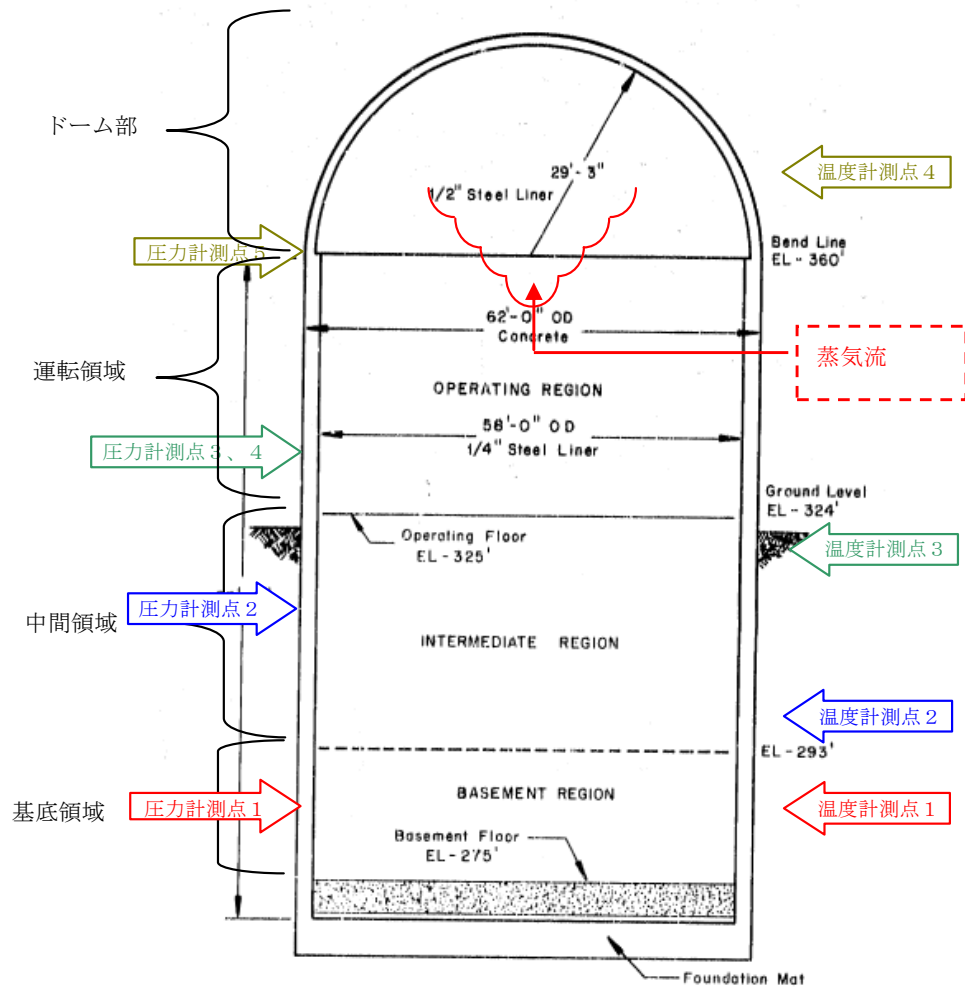 ドーム部
29'-3"
1/2" Steel Liner
温度計測点4
圧力計測点5
Bend Line
EL-360'
62'-0" OD
Concrete
蒸気流
運転領域
OPERATING REGION
58'-0" OD
1/4" Steel Liner
圧力計測点3、4
Ground Level
EL-324'
Operating Floor
EL-325'
温度計測点3
圧力計測点2
中間領域
INTERMEDIATE REGION
温度計測点2
EL-293'
基底領域
圧力計測点1
BASEMENT REGION
温度計測点1
Basement Floor
EL-275'
Foundation Mat